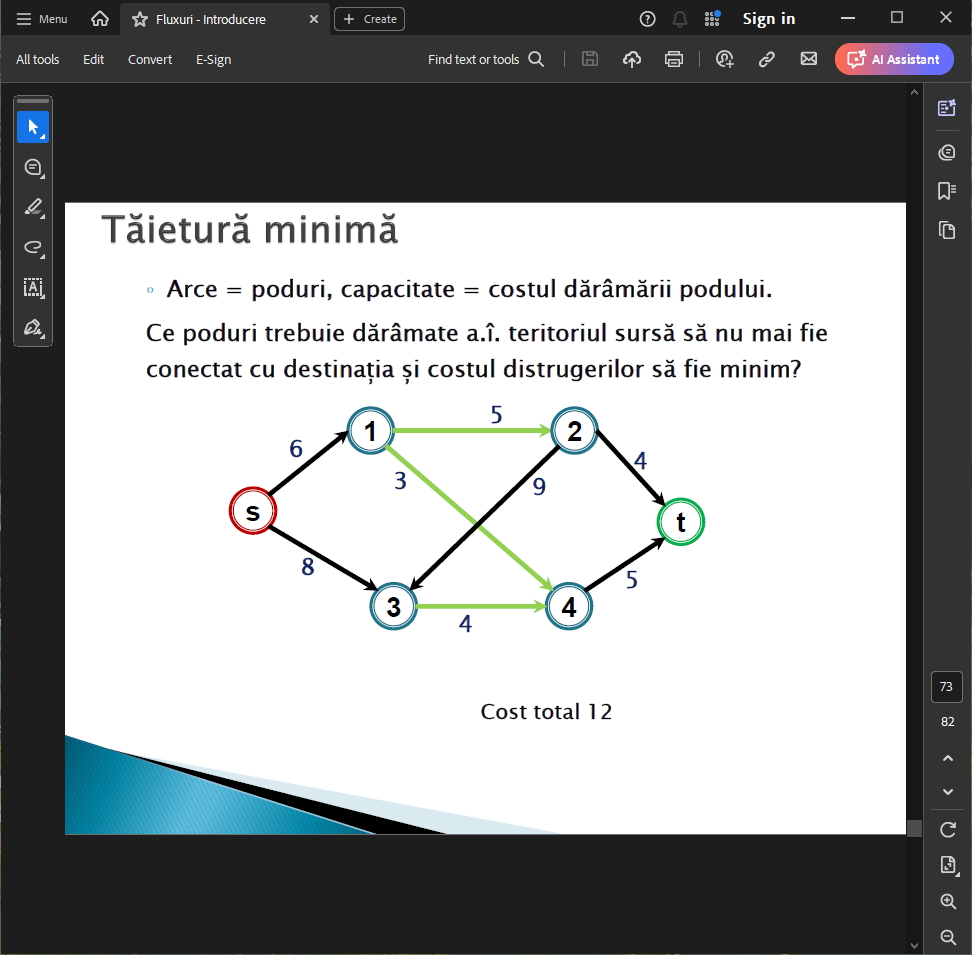 Menu
Fluxuri - Introducere
Create
Sign in
All tools
Edit
Convert
E-Sign
Find text or tools
AI Assistant
Tăietură minimă
Arce = poduri, capacitate = costul dărâmării podului.
Ce poduri trebuie dărâmate a.î. teritoriul sursă să nu mai fie
conectat cu destinația și costul distrugerilor să fie minim?
5
1
2
6
3
9
4
s
t
8
5
3
4
4
Cost total 12
73
82